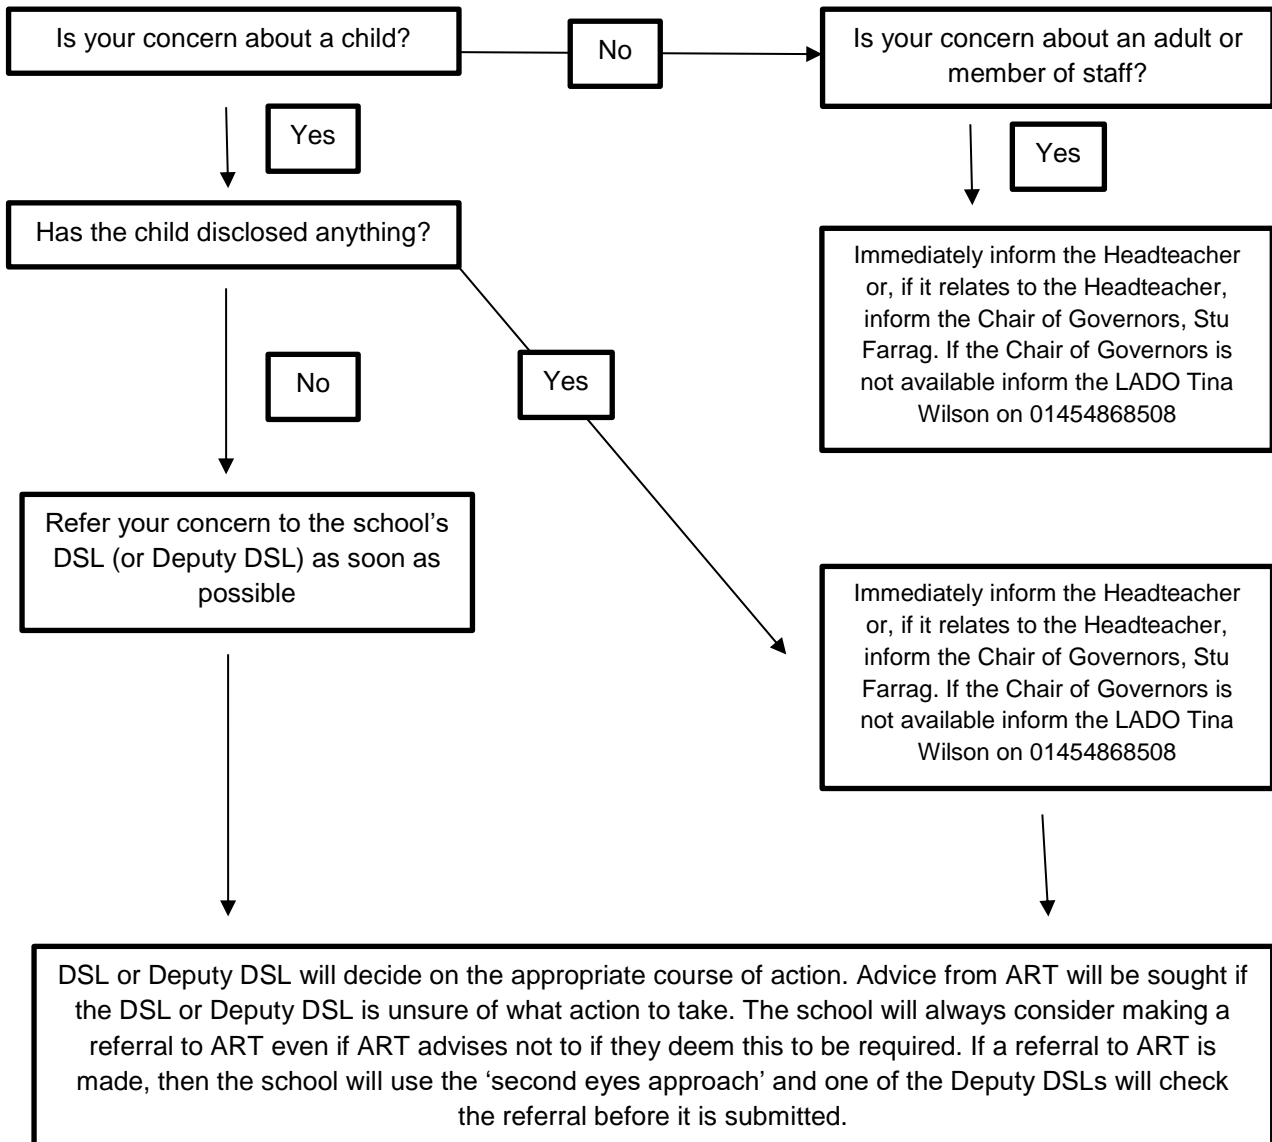 Is your concern about a child?
No
Is your concern about an adult or
member of staff?
Yes
Yes
Has the child disclosed anything?
Immediately inform the Headteacher
or, if it relates to the Headteacher,
inform the Chair of Governors, Stu
Farrag. If the Chair of Governors is
not available inform the LADO Tina
Wilson on 01454868508
No
Yes
Refer your concern to the school’s
DSL (or Deputy DSL) as soon as
possible
Immediately inform the Headteacher
or, if it relates to the Headteacher,
inform the Chair of Governors, Stu
Farrag. If the Chair of Governors is
not available inform the LADO Tina
Wilson on 01454868508
DSL or Deputy DSL will decide on the appropriate course of action. Advice from ART will be sought if
the DSL or Deputy DSL is unsure of what action to take. The school will always consider making a
referral to ART even if ART advises not to if they deem this to be required. If a referral to ART is
made, then the school will use the ‘second eyes approach’ and one of the Deputy DSLs will check
the referral before it is submitted.